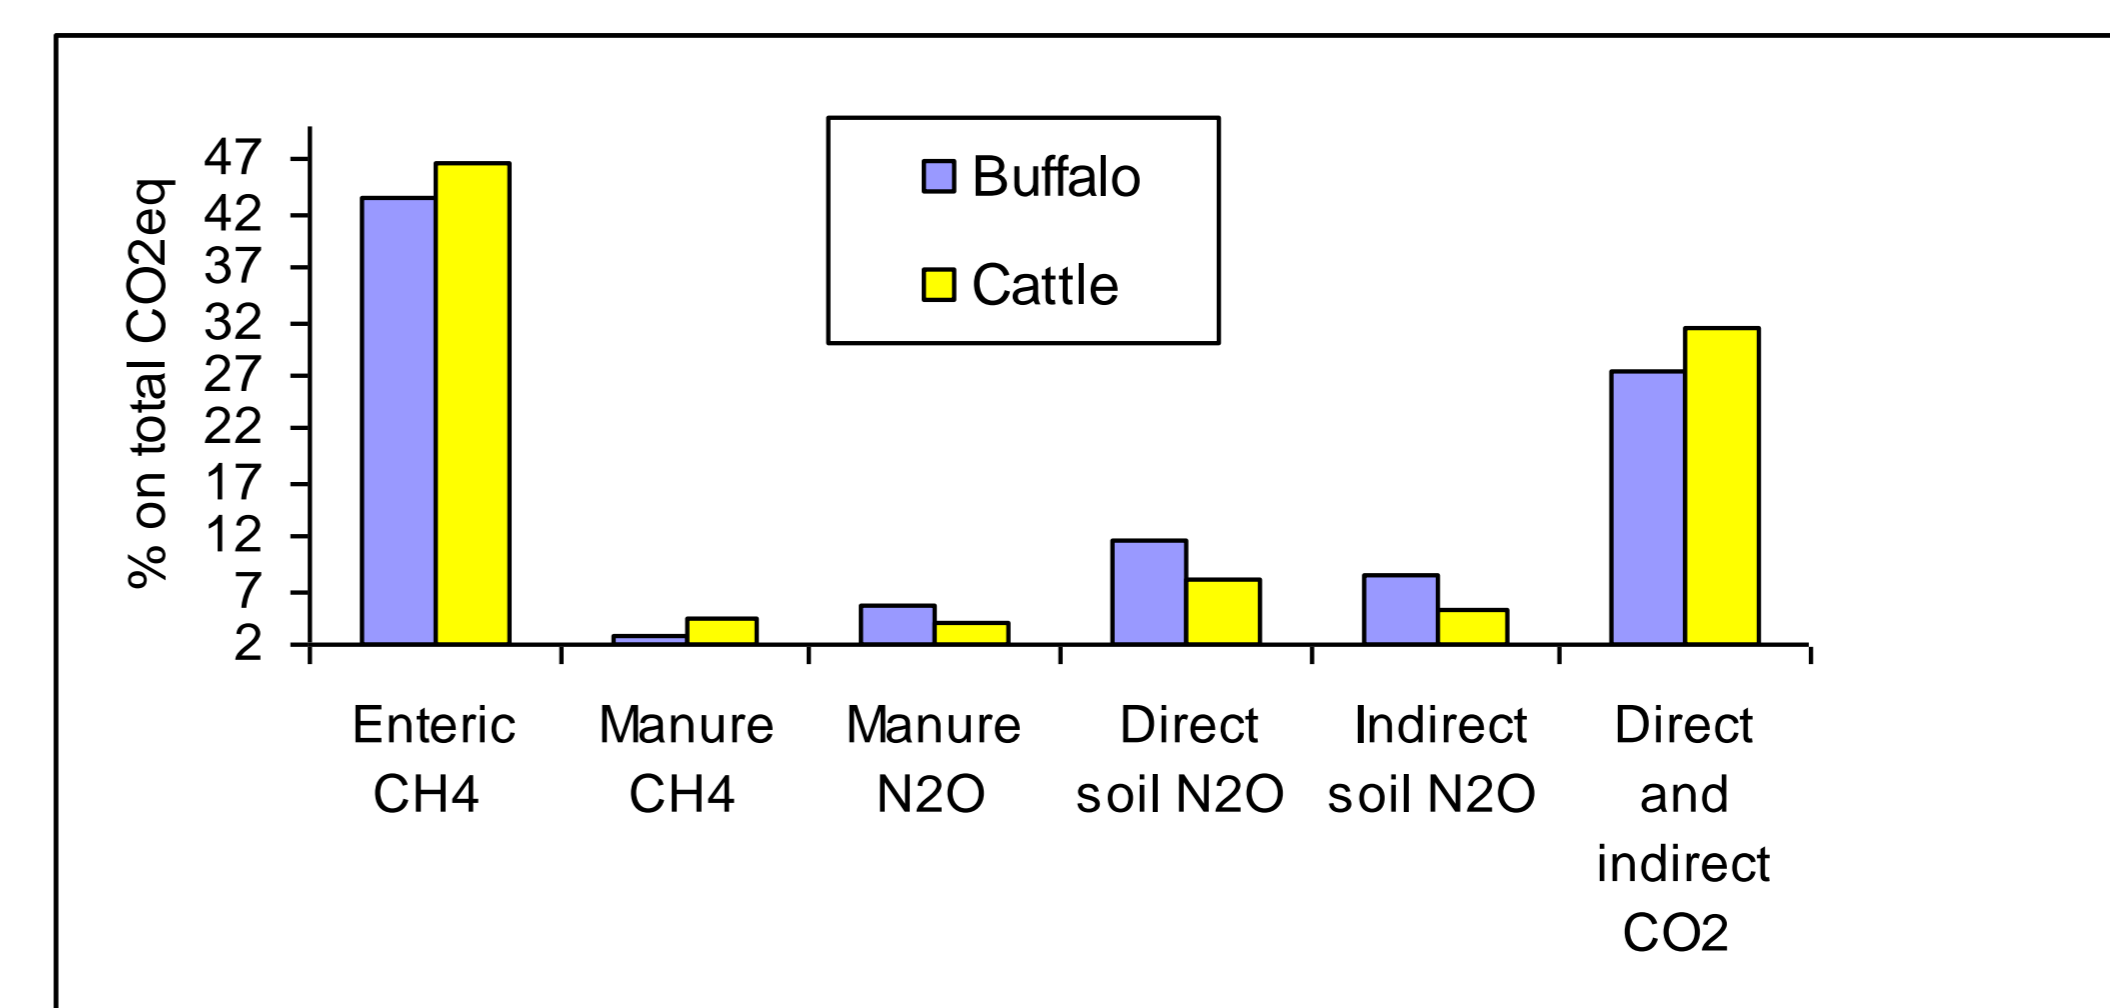 % on total CO2eq
47
42
37
32
27
22
17
12
7
2
Buffalo
Cattle
Enteric
CH4
Manure
CH4
Manure
N2O
Direct
soil N2O
Indirect
soil N2O
Direct
and
indirect
CO2